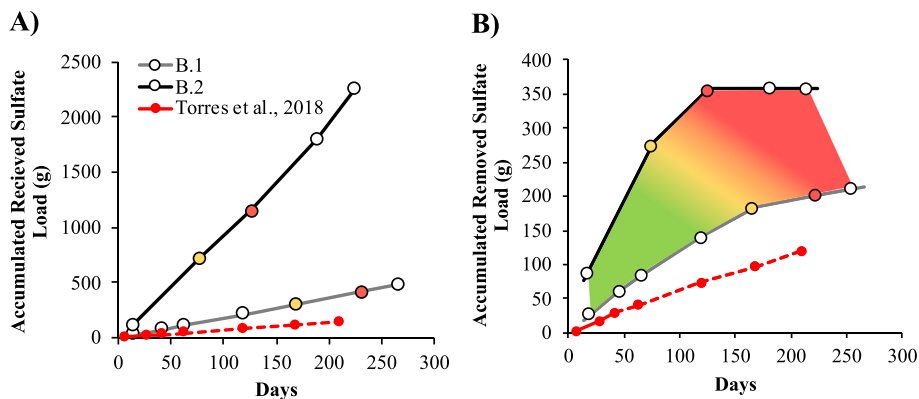 A)
B)
Accumulated Recieved Sulfate
Load (g)
2500
2000
1500
1000
500
0
B.1
B.2
Torres et al., 2018
0
50
100
150
200
250
300
Days
Accumulated Removed Sulfate
Load (g)
400
350
300
250
200
150
100
50
0
0
50
100
150
200
250
300
Days